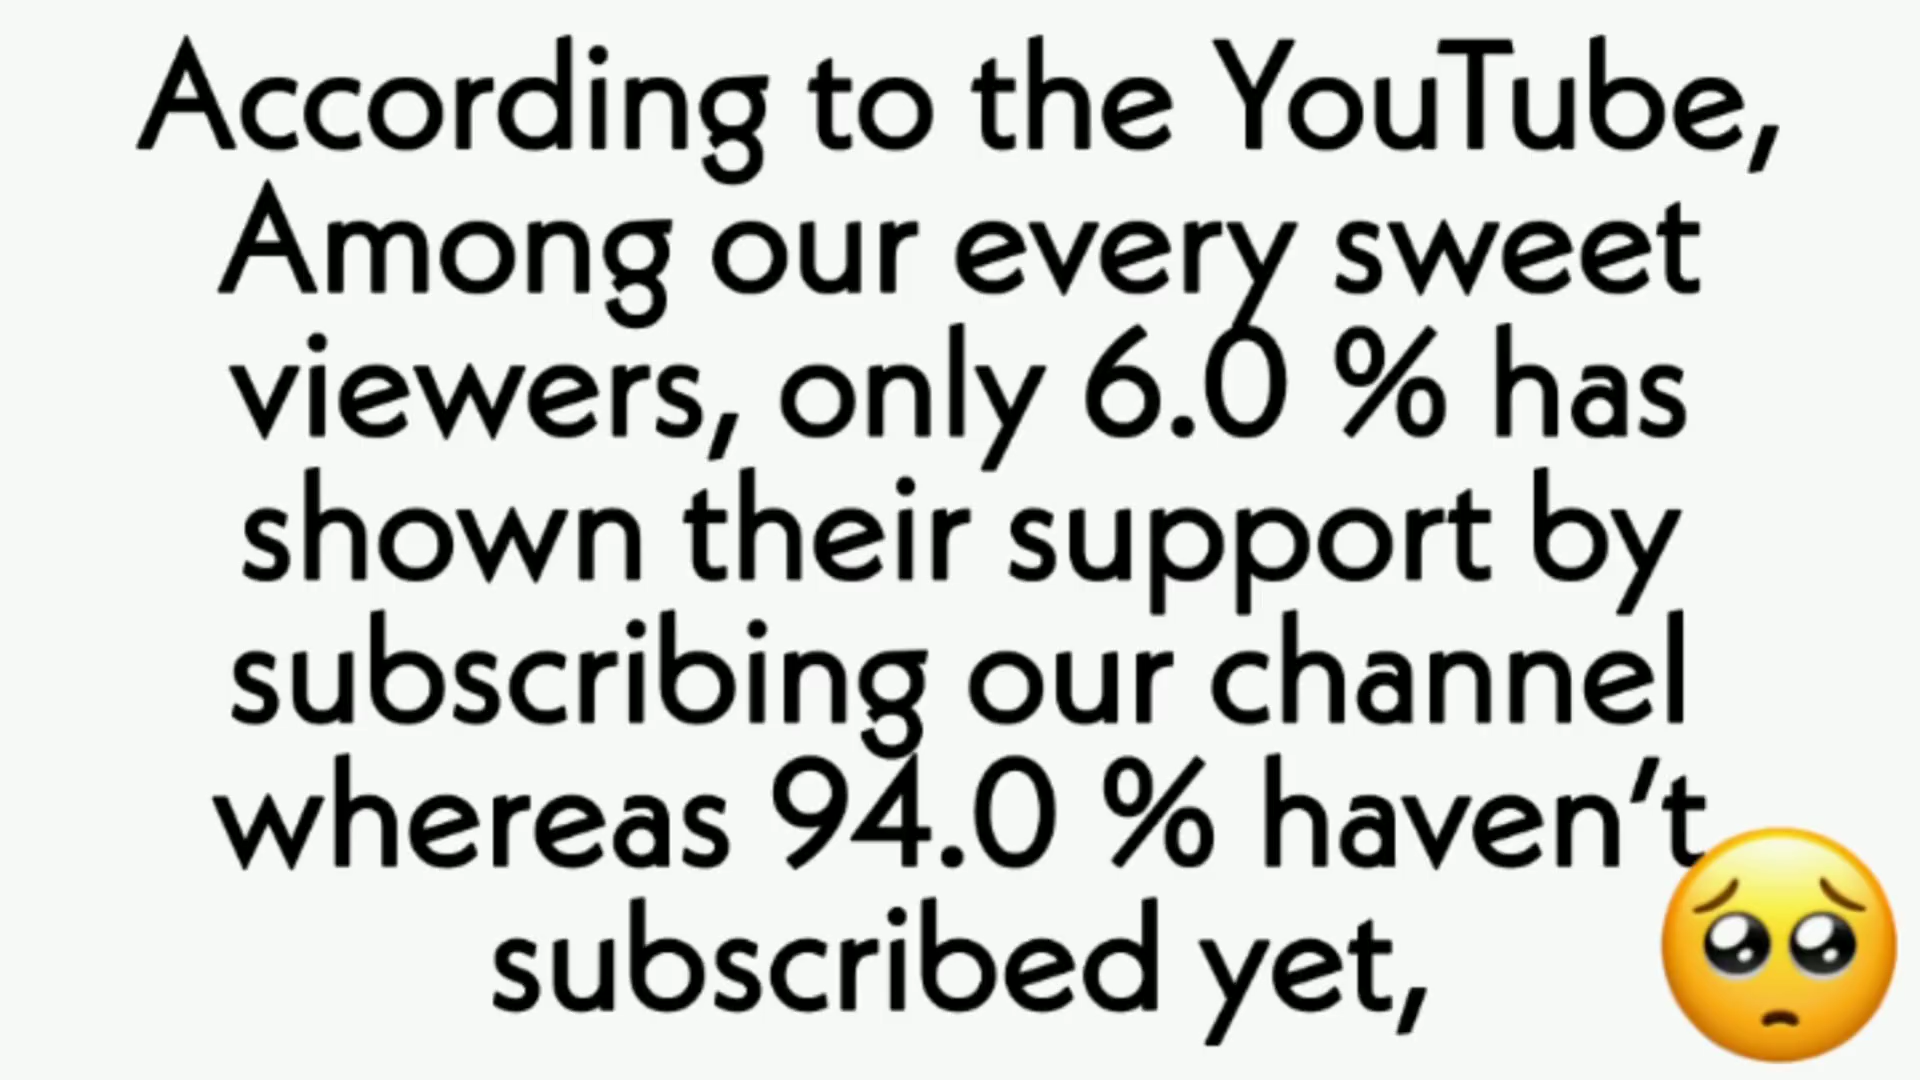 According to the YouTube,
Among our every sweet
viewers, only 6.0 % has
shown their support by
subscribing our channel
whereas 94.0 % haven't
subscribed yet,